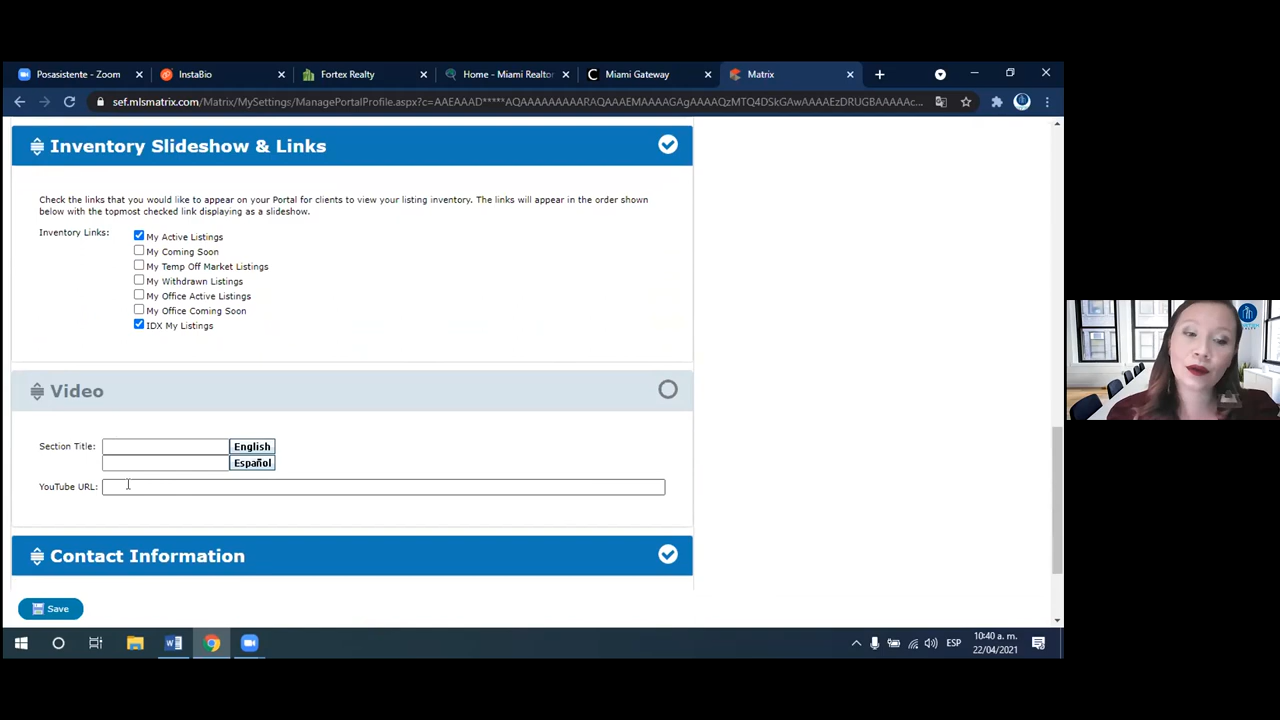 Posasistente - Zoom
InstaBio
Fortex Realty
Home - Miami Realtor
Miami Gateway
Matrix
sef.mlsmatrix.com/Matrix/MySettings/ManagePortalProfile.aspx?c=AAEAAAD*****AQAAAAAAAAARAQAAAEMAAAAGAgAAAAQzMTQ4DSkGAwAAAAEzDRUGBAAAAAc...
Inventory Slideshow & Links
Check the links that you would like to appear on your Portal for clients to view your listing inventory. The links will appear in the order shown
below with the topmost checked link displaying as a slideshow.
Inventory Links:
My Active Listings
My Coming Soon
My Temp Off Market Listings
My Withdrawn Listings
My Office Active Listings
My Office Coming Soon
IDX My Listings
Video
Section Title:
English
Español
YouTube URL:
Contact Information
Save
ESP
10:40 a. m.
22/04/2021